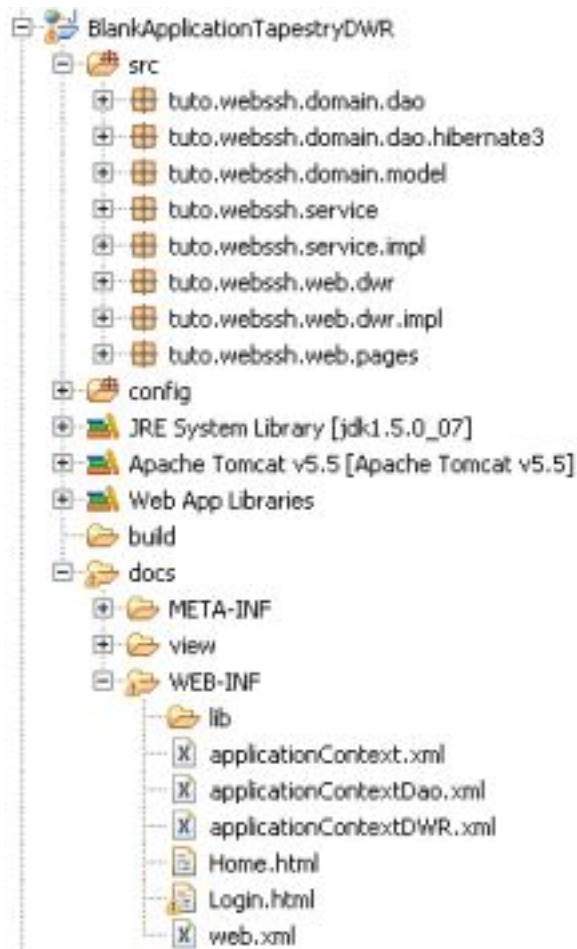 BlankApplicationTapestryDWR
src
tuto.webssh.domain.dao
tuto.webssh.domain.dao.hibernate3
tuto.webssh.domain.model
tuto.webssh.service
tuto.webssh.service.impl
tuto.webssh.web.dwr
tuto.webssh.web.dwr.impl
tuto.webssh.web.pages
config
JRE System Library [jdk1.5.0_07]
Apache Tomcat v5.5 [Apache Tomcat v5.5]
Web App Libraries
build
docs
META-INF
view
WEB-INF
lib
applicationContext.xml
applicationContextDao.xml
applicationContextDWR.xml
Home.html
Login.html
web.xml